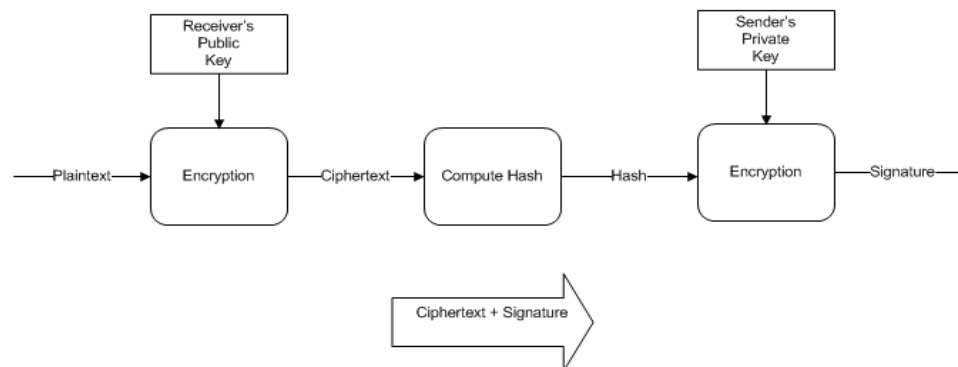 Receiver's
Public
Key
Sender's
Private
Key
Plaintext
Encryption
Ciphertext
Compute Hash
Hash
Encryption
Signature
Ciphertext + Signature